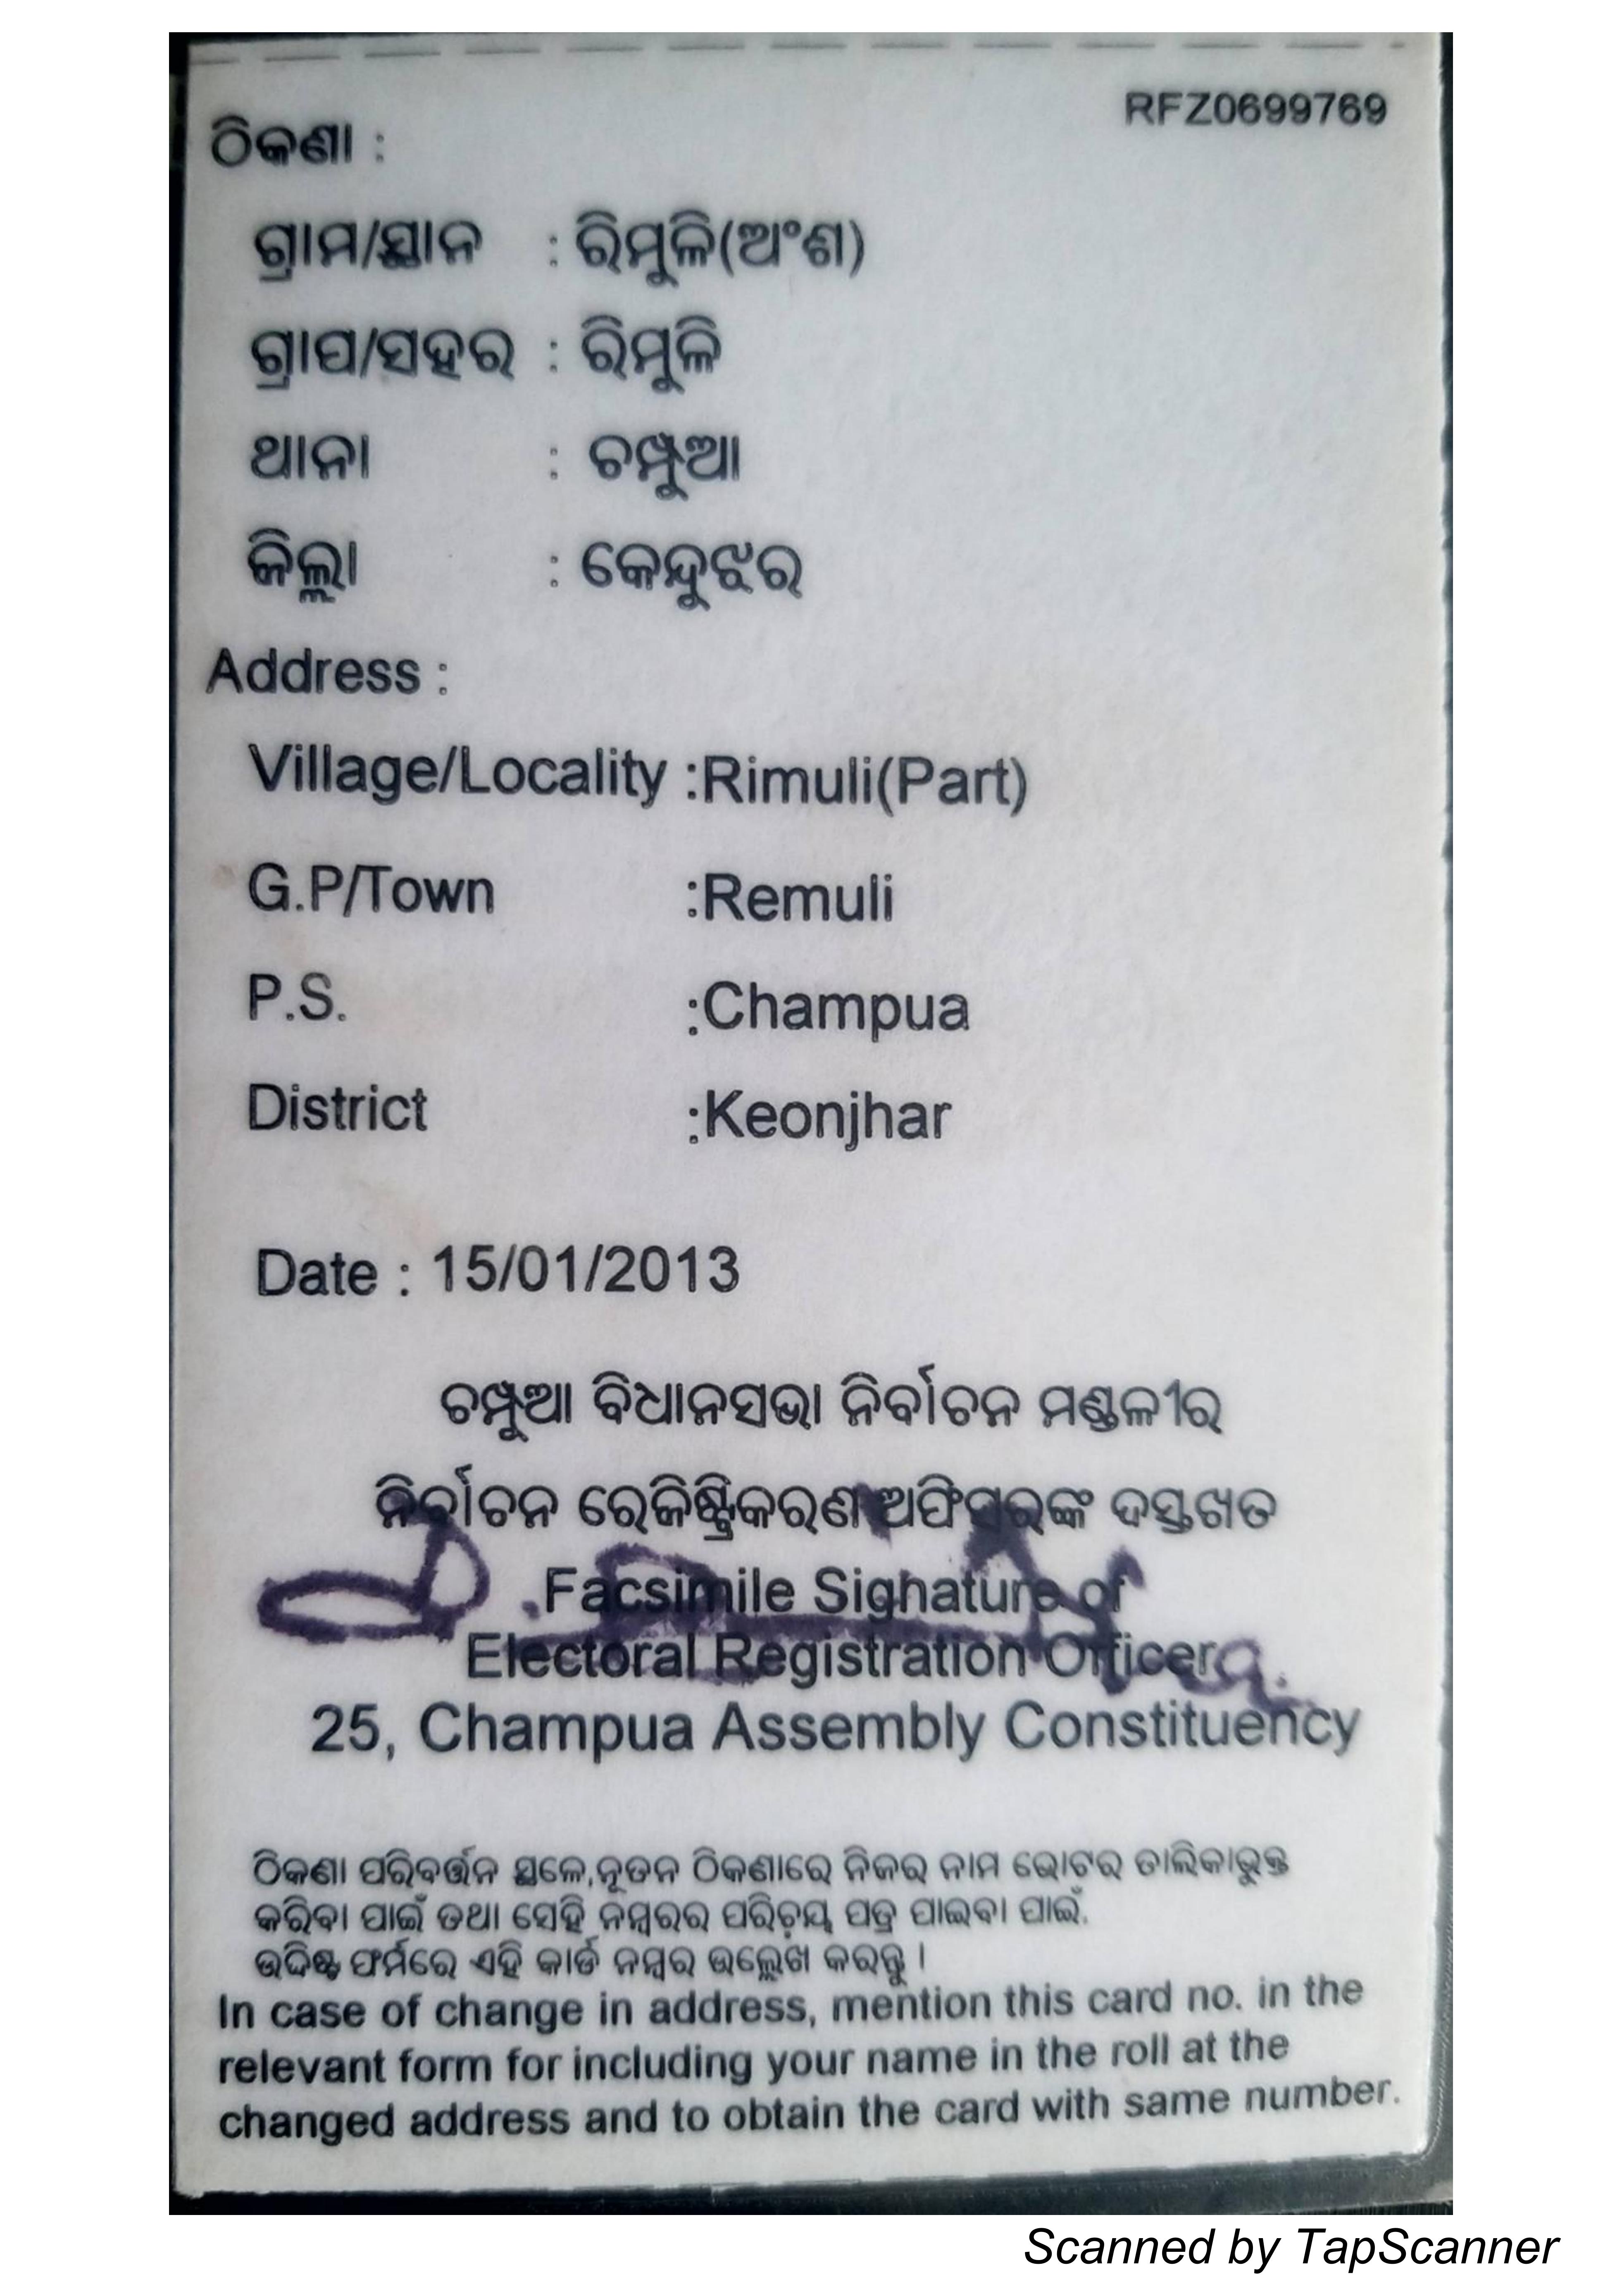 RFZ0699769
ଠିକଣା :
ଗ୍ରାମ/ସ୍ଥାନ : ରିମୁଳି(ଅଂଶ)
ଗ୍ରାପ/ସହର : ରିମୁଳି
ଥାନା : ଚମ୍ପୁଆ
ଜିଲ୍ଲା : କେନ୍ଦୁଝର
Address :
Village/Locality :Rimuli(Part)
G.P/Town :Remuli
P.S. :Champua
District :Keonjhar
Date : 15/01/2013
ଚମ୍ପୁଆ ବିଧାନସଭା ନିର୍ବାଚନ ମଣ୍ଡଳୀର
ନିର୍ବାଚନ ରେଜିଷ୍ଟ୍ରିକରଣ ଅଫିସରଙ୍କ ଦସ୍ତଖତ
Facsimile Signature of
Electoral Registration Officer
25, Champua Assembly Constituency
ଠିକଣା ପରିବର୍ତ୍ତନ ସ୍ଥଳେ,ନୂତନ ଠିକଣାରେ ନିଜର ନାମ ଭୋଟର ତାଲିକାଭୁକ୍ତ
କରିବା ପାଇଁ ତଥା ସେହି ନମ୍ବରର ପରିଚୟ ପତ୍ର ପାଇବା ପାଇଁ,
ଉଦ୍ଦିଷ୍ଟ ଫର୍ମରେ ଏହି କାର୍ଡ ନମ୍ବର ଉଲ୍ଲେଖ କରନ୍ତୁ ।
In case of change in address, mention this card no. in the
relevant form for including your name in the roll at the
changed address and to obtain the card with same number.
Scanned by TapScanner